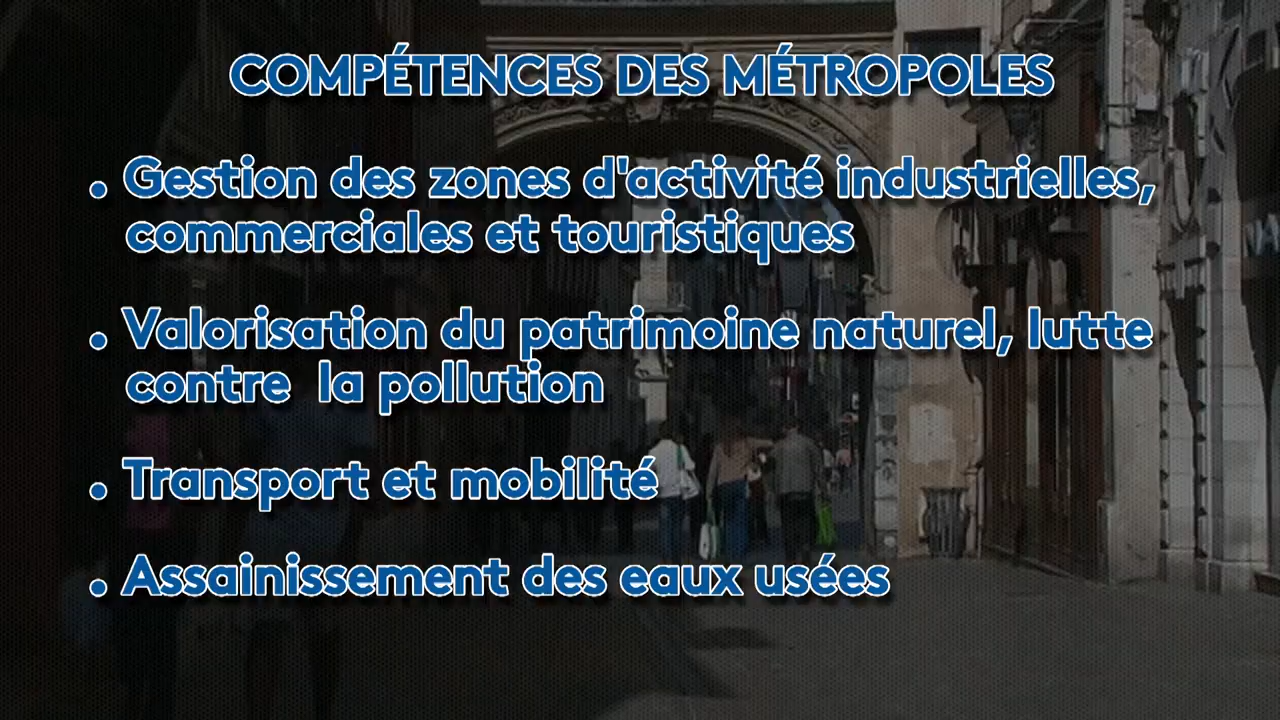 COMPÉTENCES DES MÉTROPOLES
. Gestion des zones d'activité industrielles,
commerciales et touristiques
. Valorisation du patrimoine naturel, lutte
contre  la pollution
. Transport et mobilité
. Assainissement des eaux usées